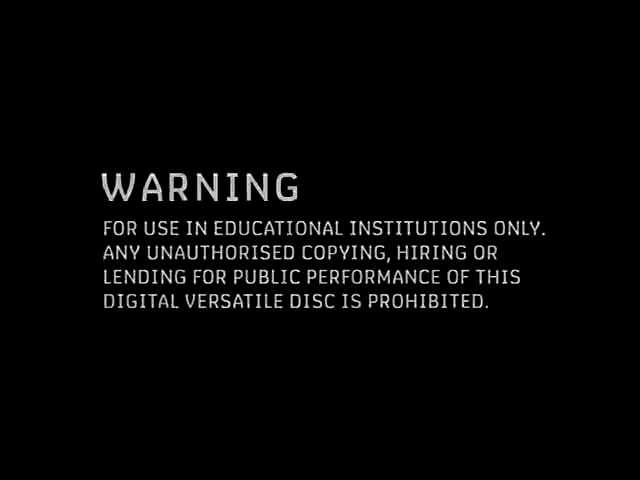 WARNING
FOR USE IN EDUCATIONAL INSTITUTIONS ONLY.
ANY UNAUTHORISED COPYING, HIRING OR
LENDING FOR PUBLIC PERFORMANCE OF THIS
DIGITAL VERSATILE DISC IS PROHIBITED.